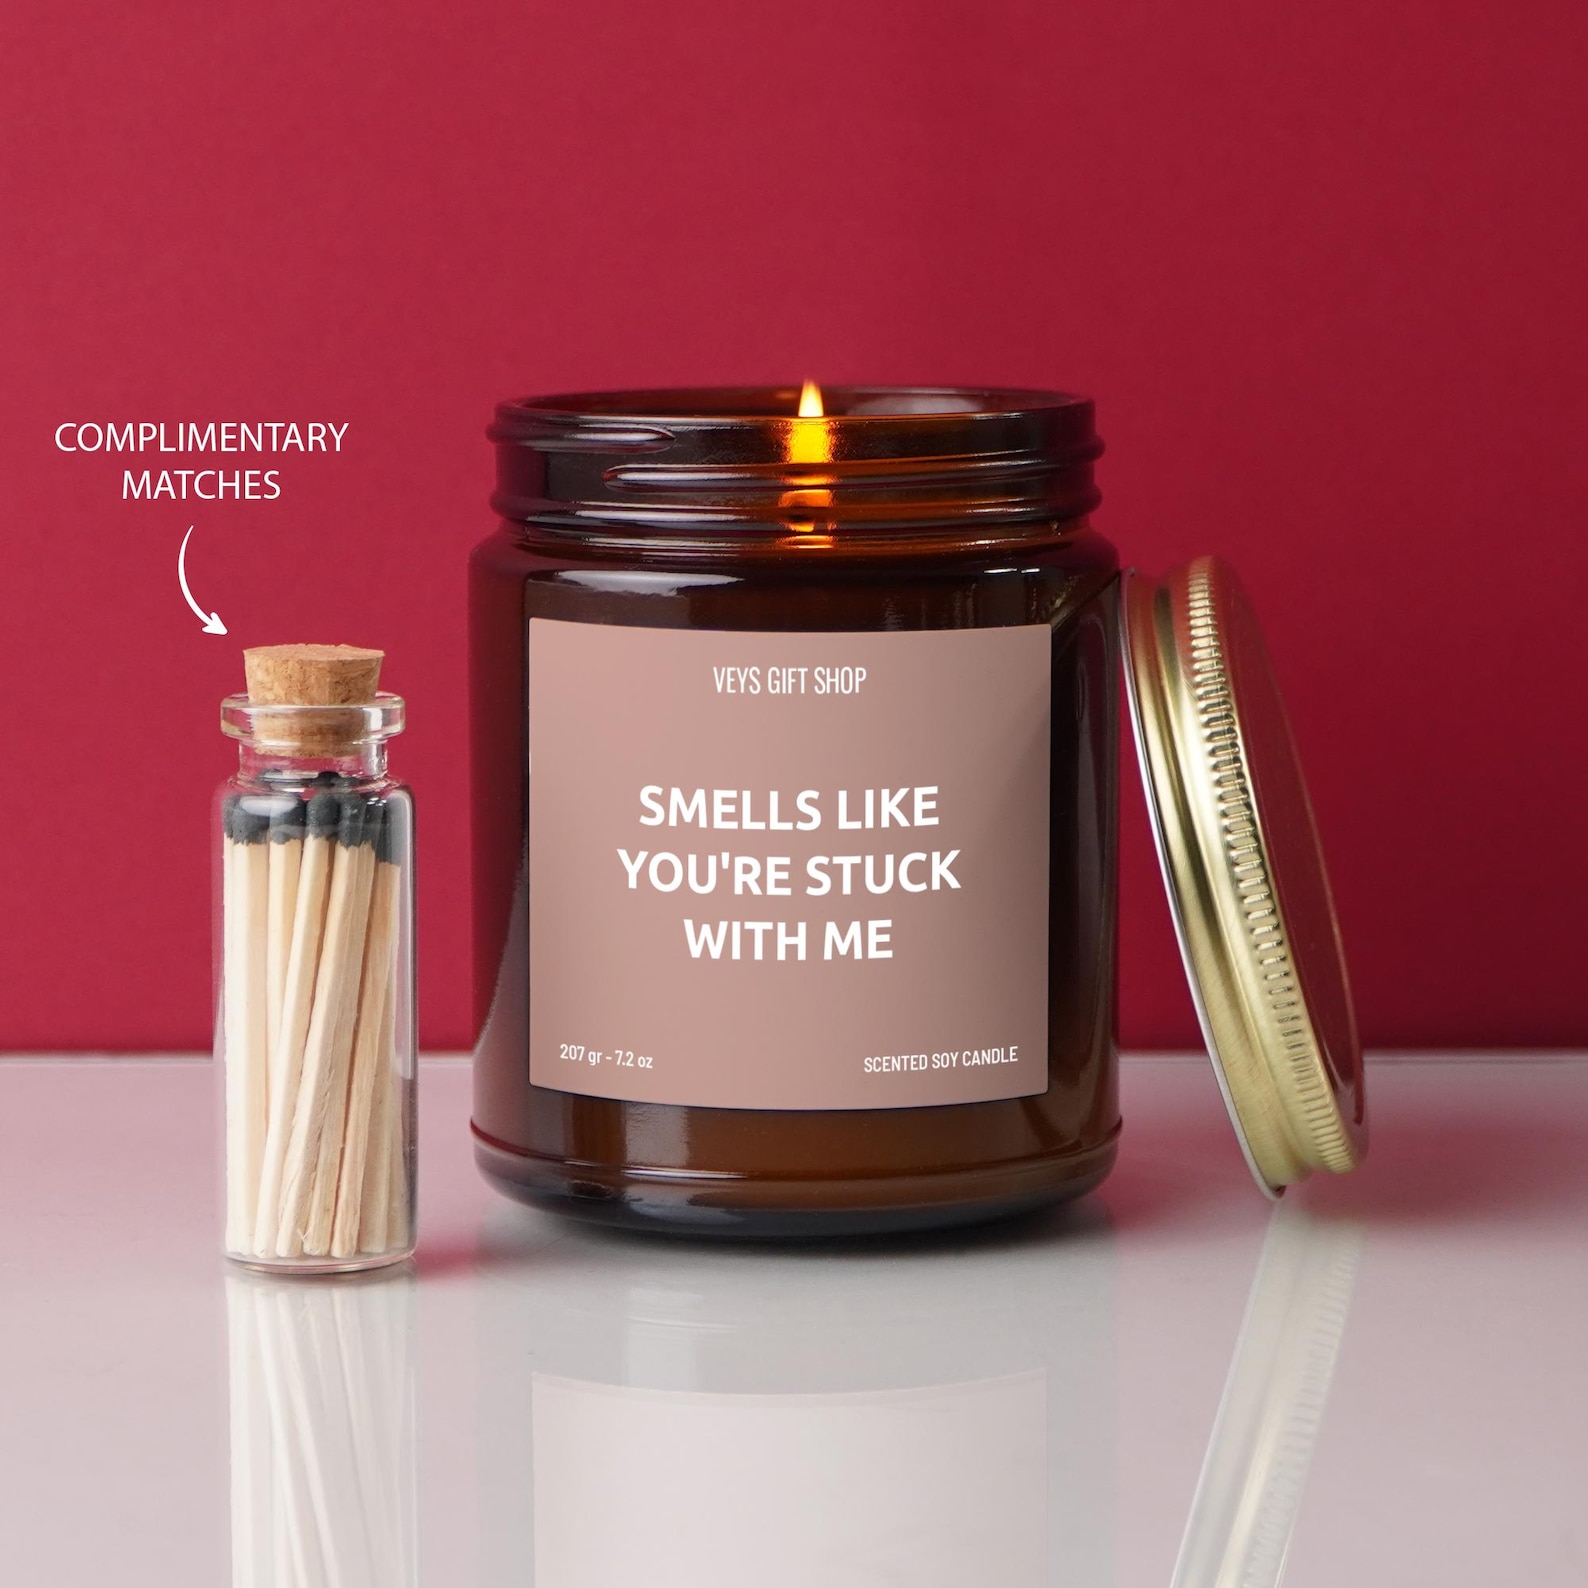 COMPLIMENTARY
MATCHES
VEYS GIFT SHOP
SMELLS LIKE
YOU'RE STUCK
WITH ME
207 gr - 7.2 oz
SCENTED SOY CANDLE